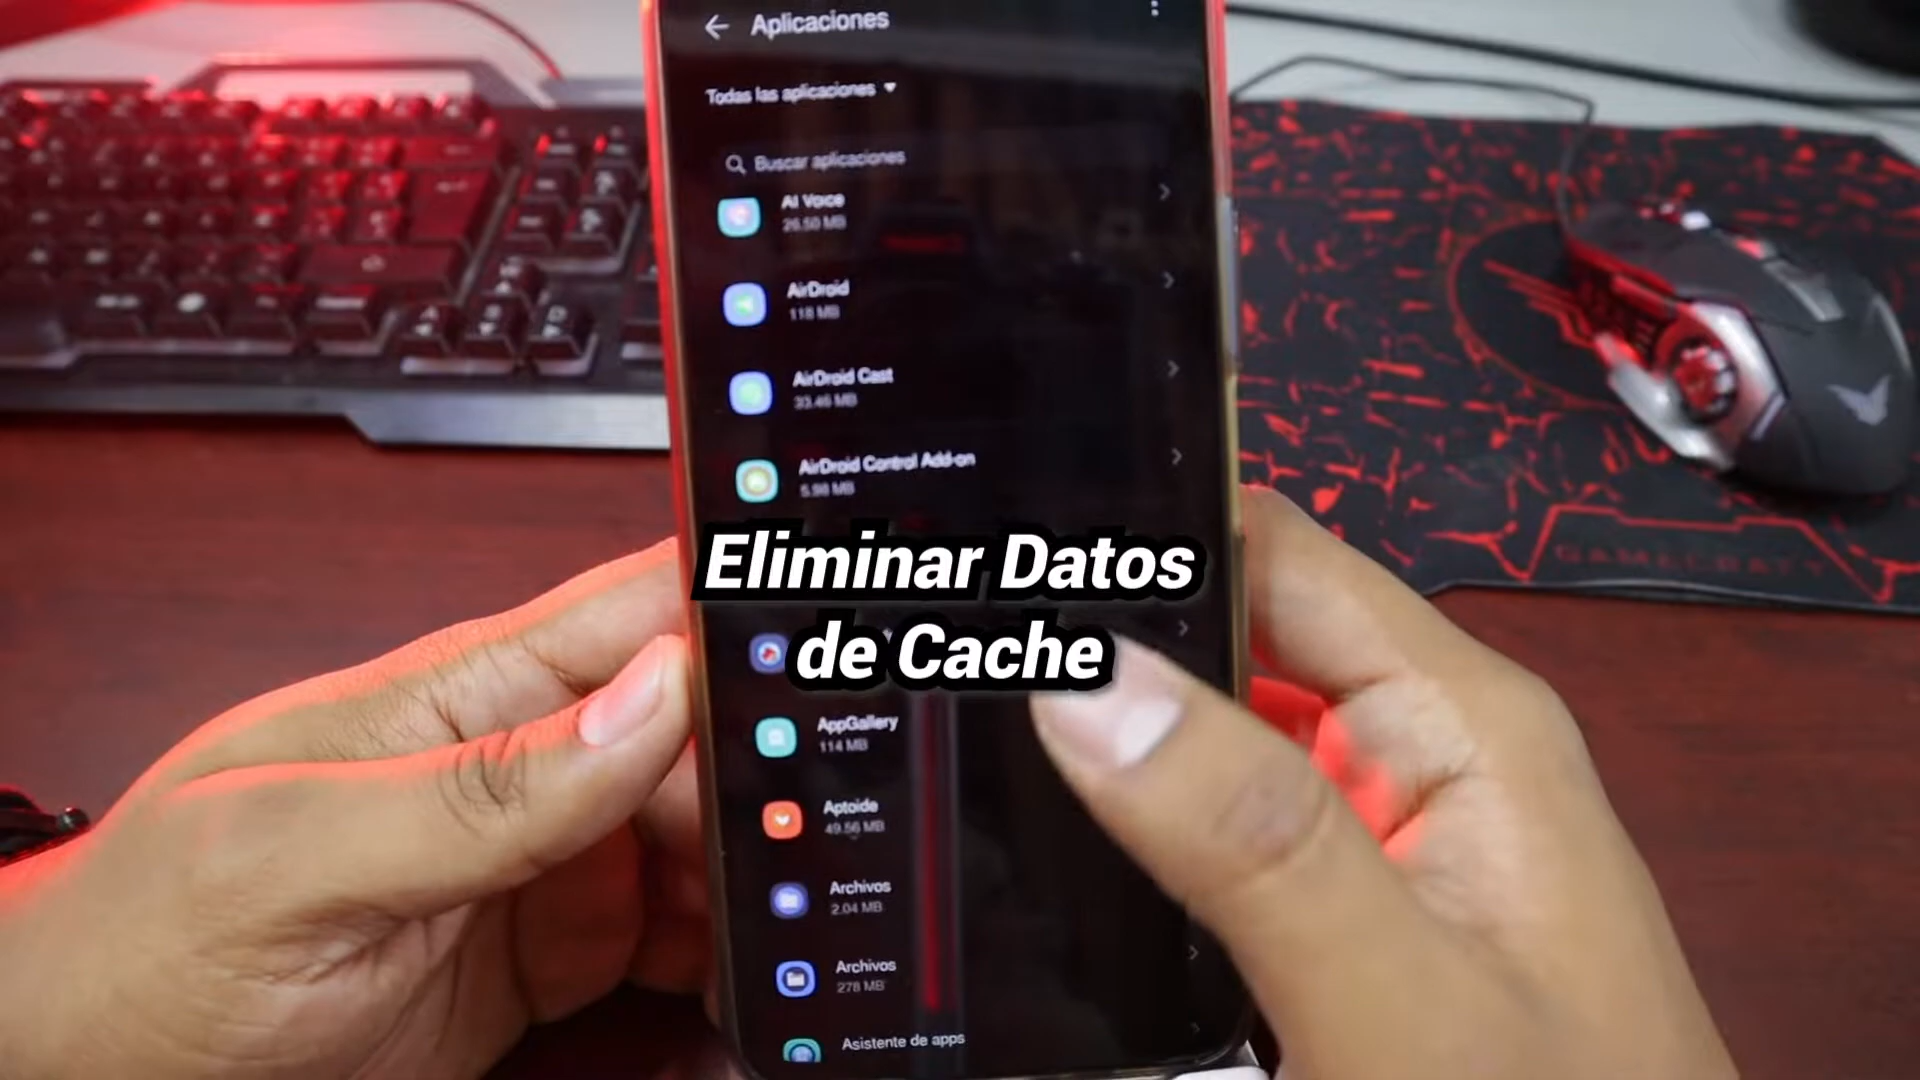 Aplicaciones
Todas las aplicaciones
Buscar aplicaciones
AI Voice
26.50 MB
AirDroid
118 MB
AirDroid Cast
33.46 MB
AirDroid Control Add-on
5.98 MB
Eliminar Datos
de Cache
AppGallery
114 MB
Aptoide
49.56 MB
Archivos
2.04 MB
Archivos
278 MB
Asistente de apps
GAMECRAFT